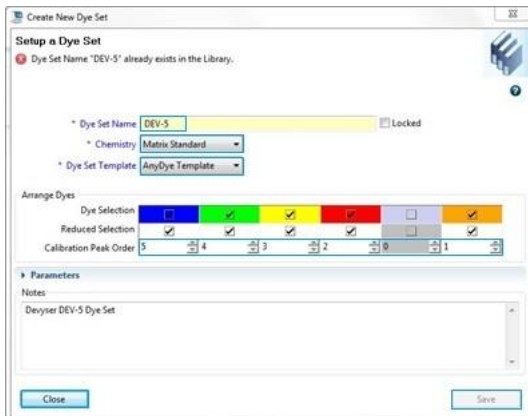 Create New Dye Set
Setup a Dye Set
Dye Set Name "DEV-5" already exists in the Library.
* Dye Set Name DEV-5 Locked
* Chemistry Matrix Standard
* Dye Set Template AnyDye Template
Arrange Dyes
Dye Selection
Reduced Selection
Calibration Peak Order 5 4 3 2 0 1
Parameters
Notes
Devyser DEV-5 Dye Set
Close Save